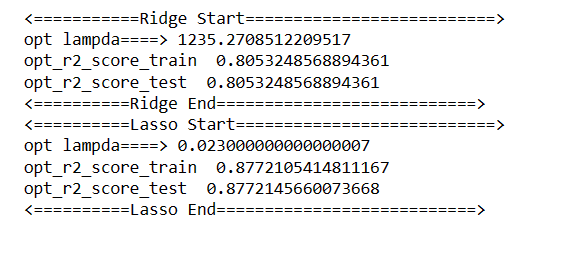 <===========Ridge Start==========================>
opt lampda====> 1235.2708512209517
opt_r2_score_train  0.8053248568894361
opt_r2_score_test  0.8053248568894361
<==========Ridge End===========================>
<==========Lasso Start===========================>
opt lampda====> 0.023000000000000007
opt_r2_score_train  0.8772105414811167
opt_r2_score_test  0.8772145660073668
<==========Lasso End===========================>